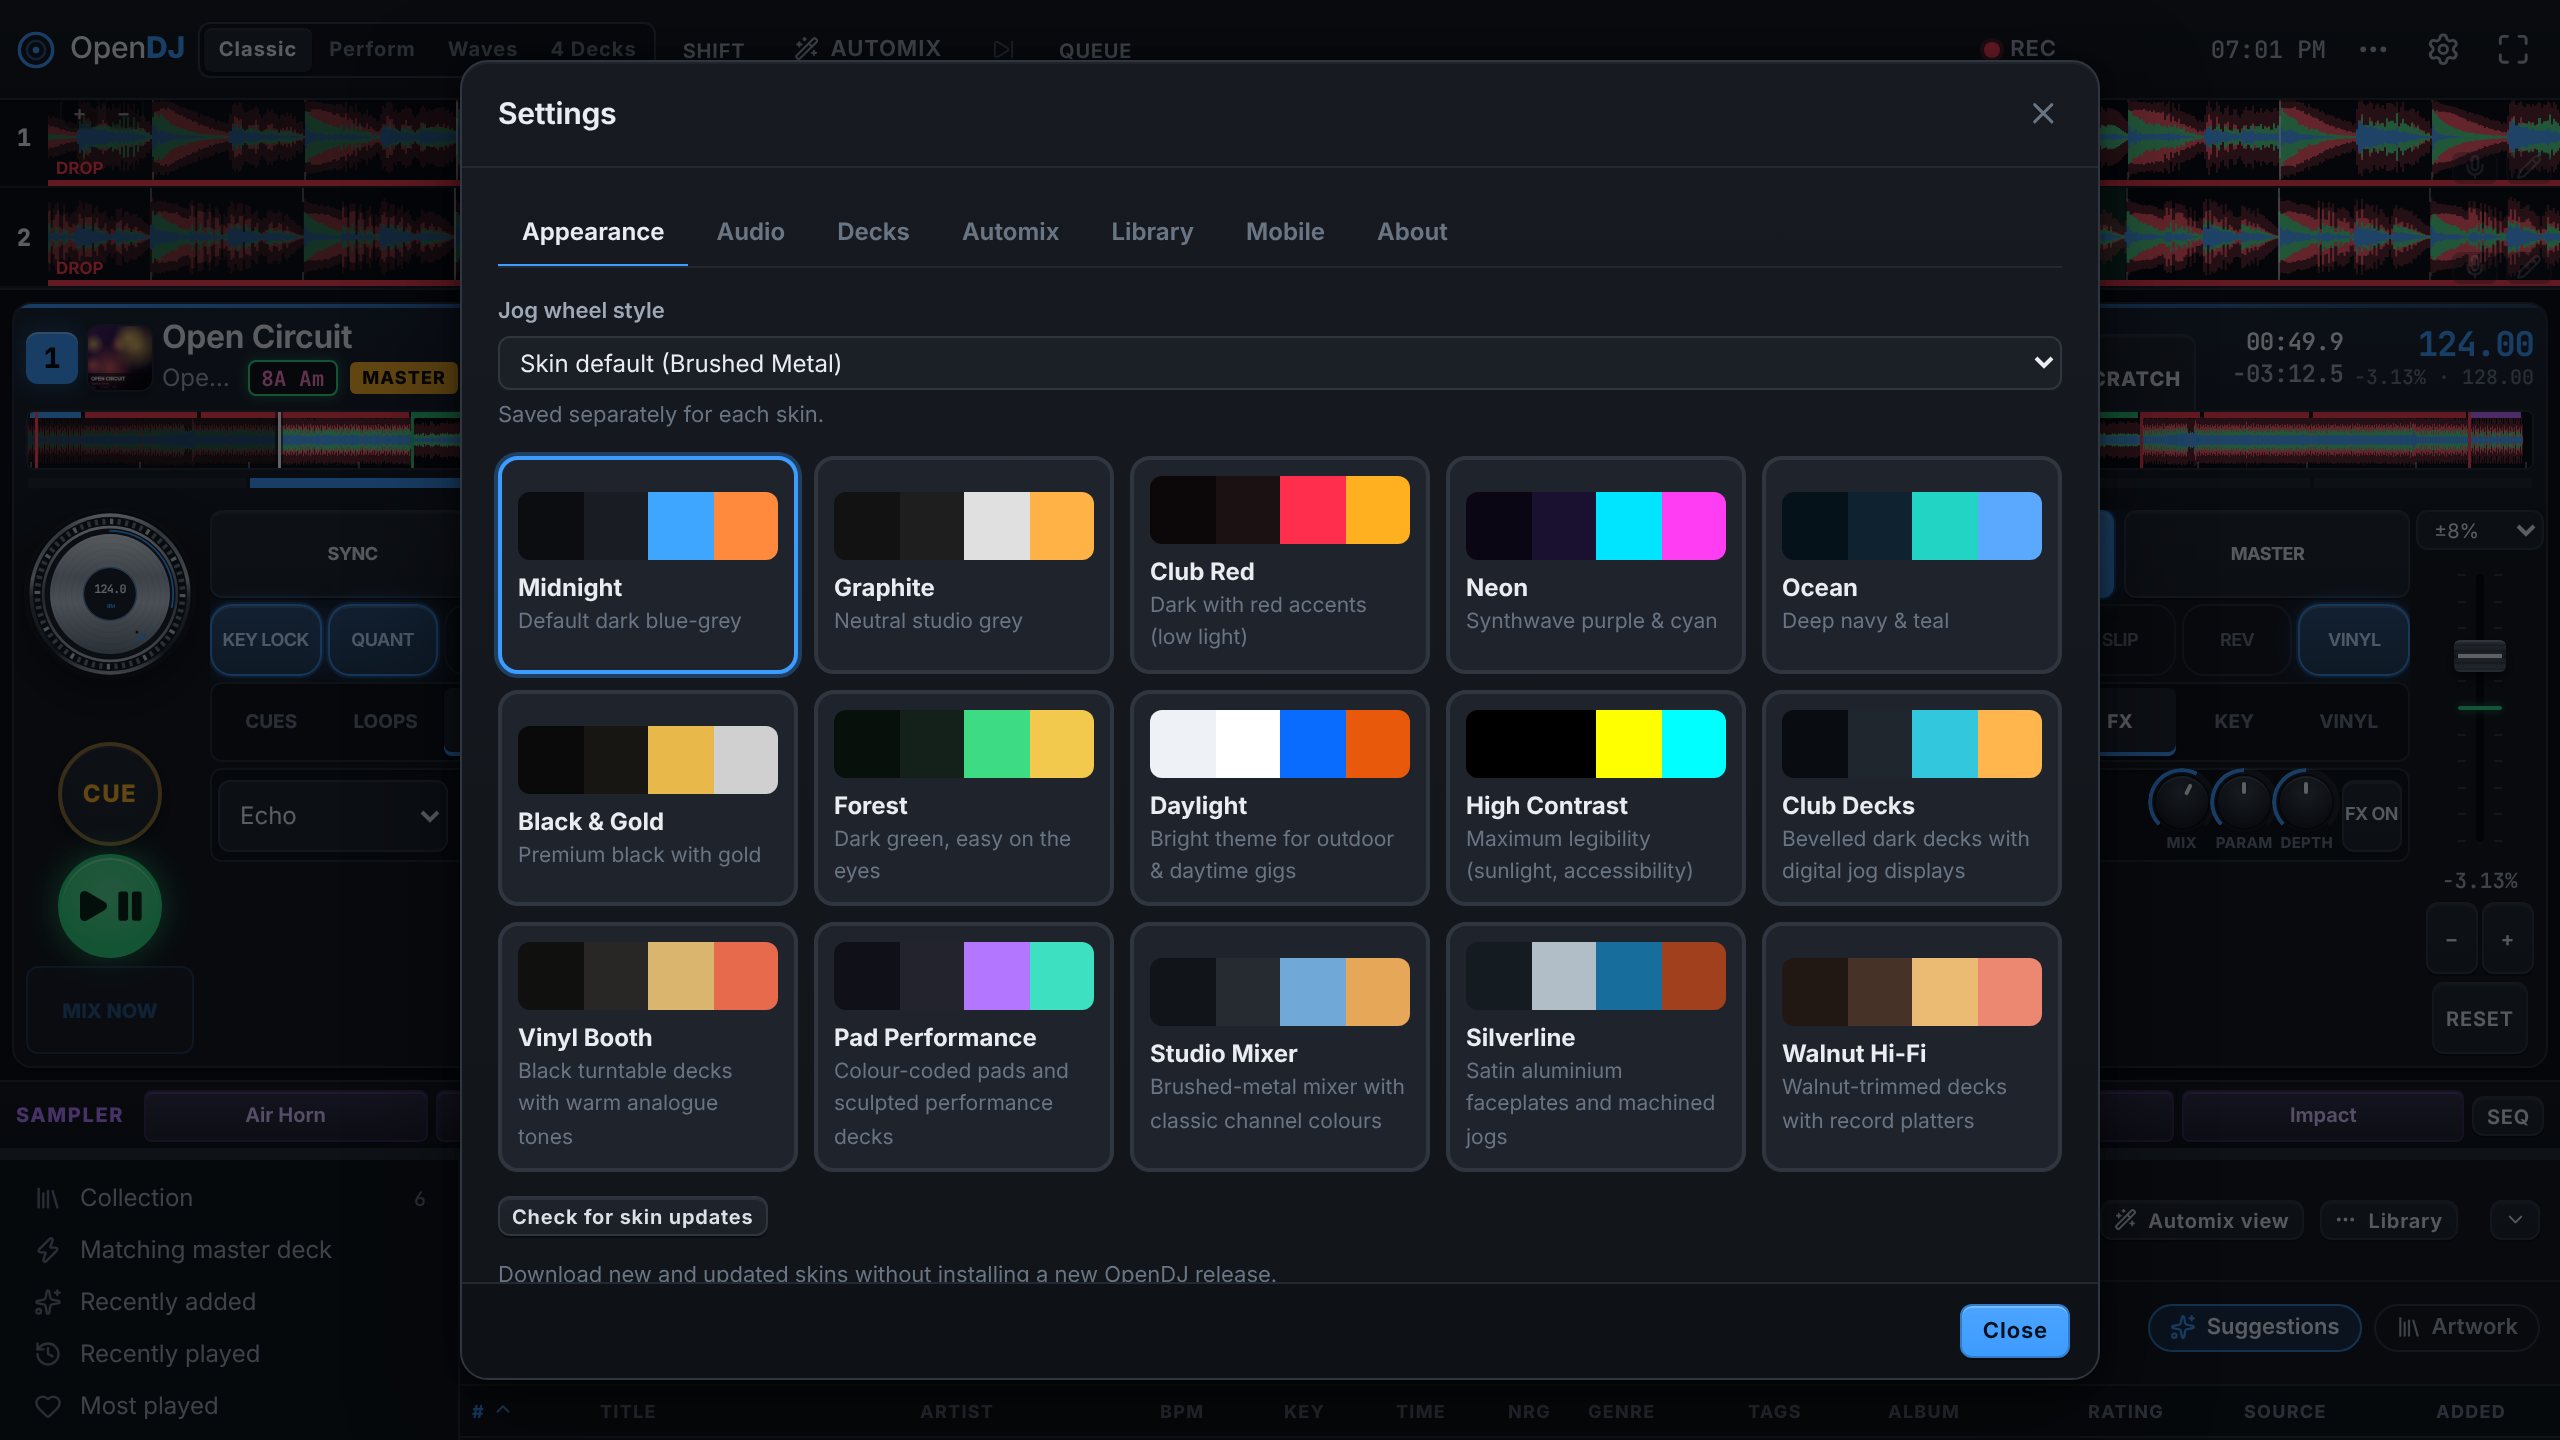 OpenDJ Classic Perform Waves 4 Decks SHIFT AUTOMIX QUEUE REC 07:01 PM
Settings
1
DROP
2
DROP
Appearance Audio Decks Automix Library Mobile About
Jog wheel style
Skin default (Brushed Metal)
Saved separately for each skin.
1
Open Circuit
Ope... 8A Am MASTER
CRATCH
00:49.9 124.00
-03:12.5 -3.13% · 128.00
Midnight
Default dark blue-grey
Graphite
Neutral studio grey
Club Red
Dark with red accents
(low light)
Neon
Synthwave purple & cyan
Ocean
Deep navy & teal
Black & Gold
Premium black with gold
Forest
Dark green, easy on the
eyes
Daylight
Bright theme for outdoor
& daytime gigs
High Contrast
Maximum legibility
(sunlight, accessibility)
Club Decks
Bevelled dark decks with
digital jog displays
Vinyl Booth
Black turntable decks
with warm analogue
tones
Pad Performance
Colour-coded pads and
sculpted performance
decks
Studio Mixer
Brushed-metal mixer with
classic channel colours
Silverline
Satin aluminium
faceplates and machined
jogs
Walnut Hi-Fi
Walnut-trimmed decks
with record platters
Check for skin updates
Download new and updated skins without installing a new OpenDJ release.
Close
124.0
SYNC
KEY LOCK QUANT
CUES LOOPS
CUE
Echo
MIX NOW
MASTER
±8%
SLIP REV VINYL
FX KEY VINYL
MIX PARAM DEPTH FX ON
-3.13%
- +
RESET
SAMPLER Air Horn Impact SEQ
Collection 6
Matching master deck
Recently added
Recently played
Most played
Automix view Library
Suggestions Artwork
# TITLE ARTIST BPM KEY TIME NRG GENRE TAGS ALBUM RATING SOURCE ADDED